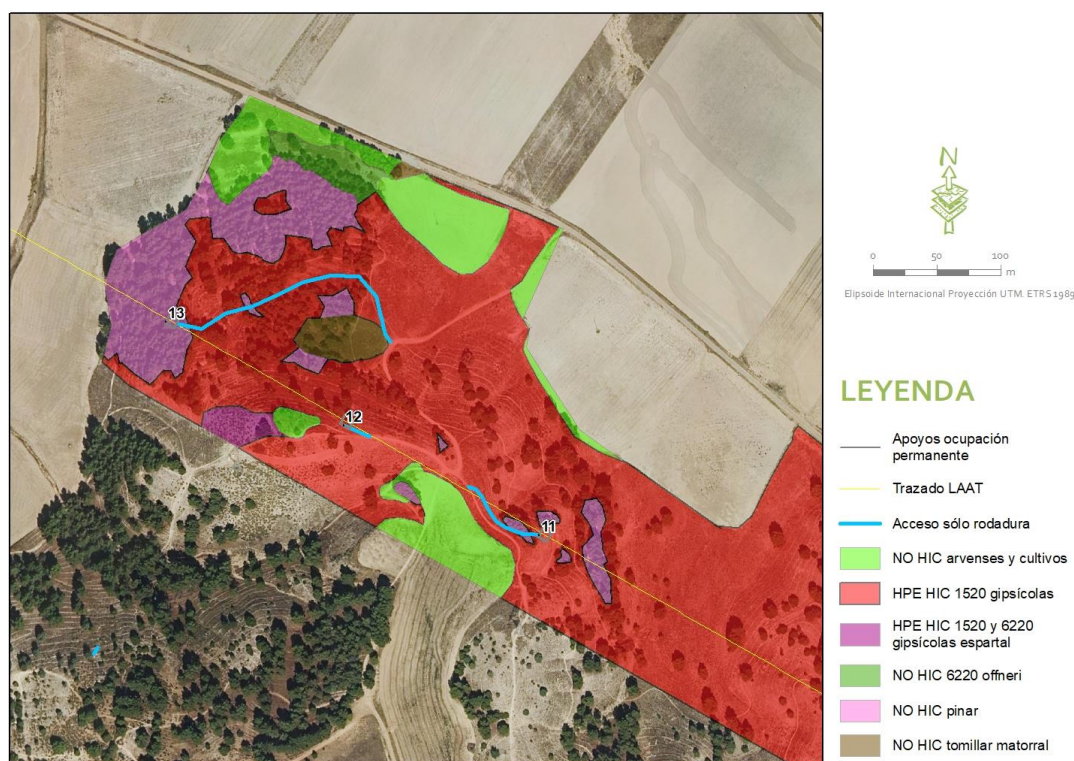 13
12
11
N
0 50 100
m
Elipsoide Internacional Proyección UTM. ETRS 1989
LEYENDA
Apoyos ocupación
permanente
Trazado LAAT
Acceso sólo rodadura
NO HIC arvenses y cultivos
HPE HIC 1520 gipsícolas
HPE HIC 1520 y 6220
gipsícolas espartal
NO HIC 6220 offneri
NO HIC pinar
NO HIC tomillar matorral